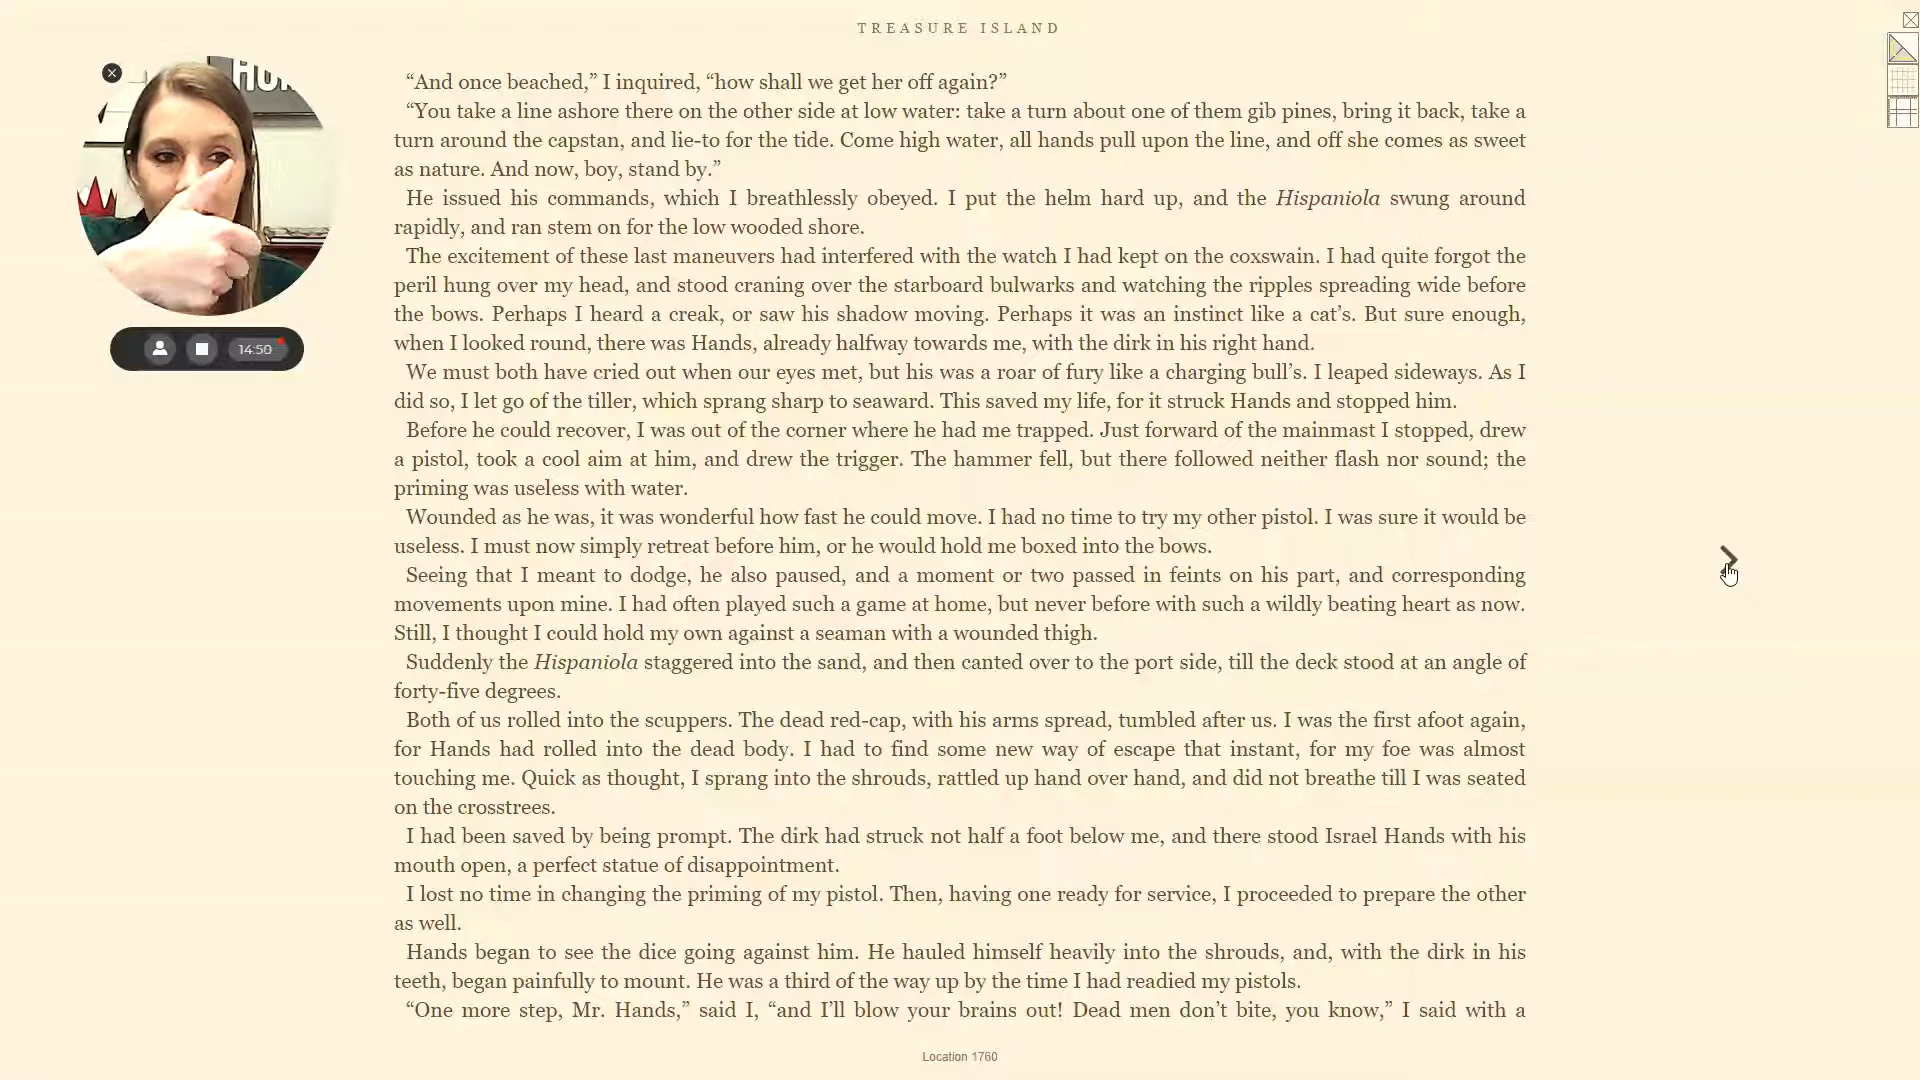 TREASURE ISLAND
“And once beached,” I inquired, “how shall we get her off again?”
“You take a line ashore there on the other side at low water: take a turn about one of them gib pines, bring it back, take a
turn around the capstan, and lie-to for the tide. Come high water, all hands pull upon the line, and off she comes as sweet
as nature. And now, boy, stand by.”
He issued his commands, which I breathlessly obeyed. I put the helm hard up, and the Hispaniola swung around
rapidly, and ran stem on for the low wooded shore.
The excitement of these last maneuvers had interfered with the watch I had kept on the coxswain. I had quite forgot the
peril hung over my head, and stood craning over the starboard bulwarks and watching the ripples spreading wide before
the bows. Perhaps I heard a creak, or saw his shadow moving. Perhaps it was an instinct like a cat’s. But sure enough,
when I looked round, there was Hands, already halfway towards me, with the dirk in his right hand.
We must both have cried out when our eyes met, but his was a roar of fury like a charging bull’s. I leaped sideways. As I
did so, I let go of the tiller, which sprang sharp to seaward. This saved my life, for it struck Hands and stopped him.
Before he could recover, I was out of the corner where he had me trapped. Just forward of the mainmast I stopped, drew
a pistol, took a cool aim at him, and drew the trigger. The hammer fell, but there followed neither flash nor sound; the
priming was useless with water.
Wounded as he was, it was wonderful how fast he could move. I had no time to try my other pistol. I was sure it would be
useless. I must now simply retreat before him, or he would hold me boxed into the bows.
Seeing that I meant to dodge, he also paused, and a moment or two passed in feints on his part, and corresponding
movements upon mine. I had often played such a game at home, but never before with such a wildly beating heart as now.
Still, I thought I could hold my own against a seaman with a wounded thigh.
Suddenly the Hispaniola staggered into the sand, and then canted over to the port side, till the deck stood at an angle of
forty-five degrees.
Both of us rolled into the scuppers. The dead red-cap, with his arms spread, tumbled after us. I was the first afoot again,
for Hands had rolled into the dead body. I had to find some new way of escape that instant, for my foe was almost
touching me. Quick as thought, I sprang into the shrouds, rattled up hand over hand, and did not breathe till I was seated
on the crosstrees.
I had been saved by being prompt. The dirk had struck not half a foot below me, and there stood Israel Hands with his
mouth open, a perfect statue of disappointment.
I lost no time in changing the priming of my pistol. Then, having one ready for service, I proceeded to prepare the other
as well.
Hands began to see the dice going against him. He hauled himself heavily into the shrouds, and, with the dirk in his
teeth, began painfully to mount. He was a third of the way up by the time I had readied my pistols.
“One more step, Mr. Hands,” said I, “and I’ll blow your brains out! Dead men don’t bite, you know,” I said with a
Location 1760
14:50